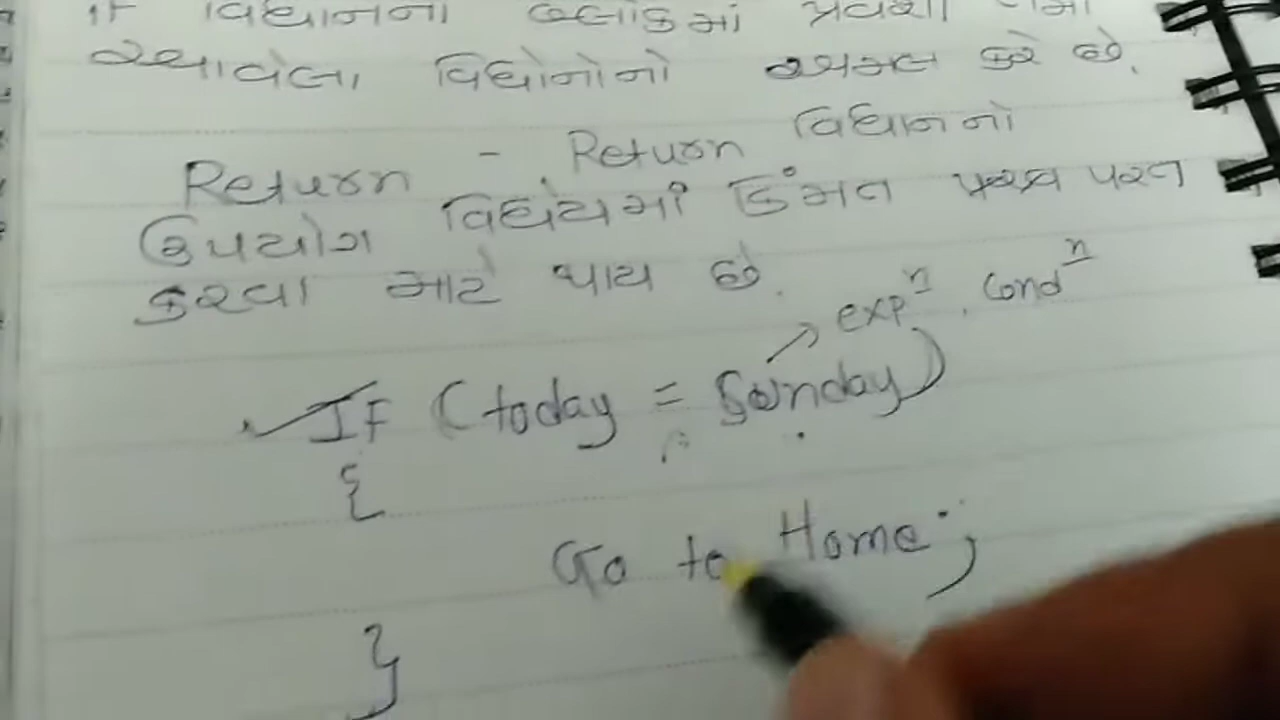 if વિધાનના બ્લોકમાં પ્રવેશી
આવેલા વિધાનોનો અમલ કરે છે.
Return - Return વિધાનનો
ઉપયોગ વિધેયમાં કિંમત પરત
કરવા માટે થાય છે.
expⁿ, Condⁿ
IF (today = Sunday)
{
Go to Home;
}